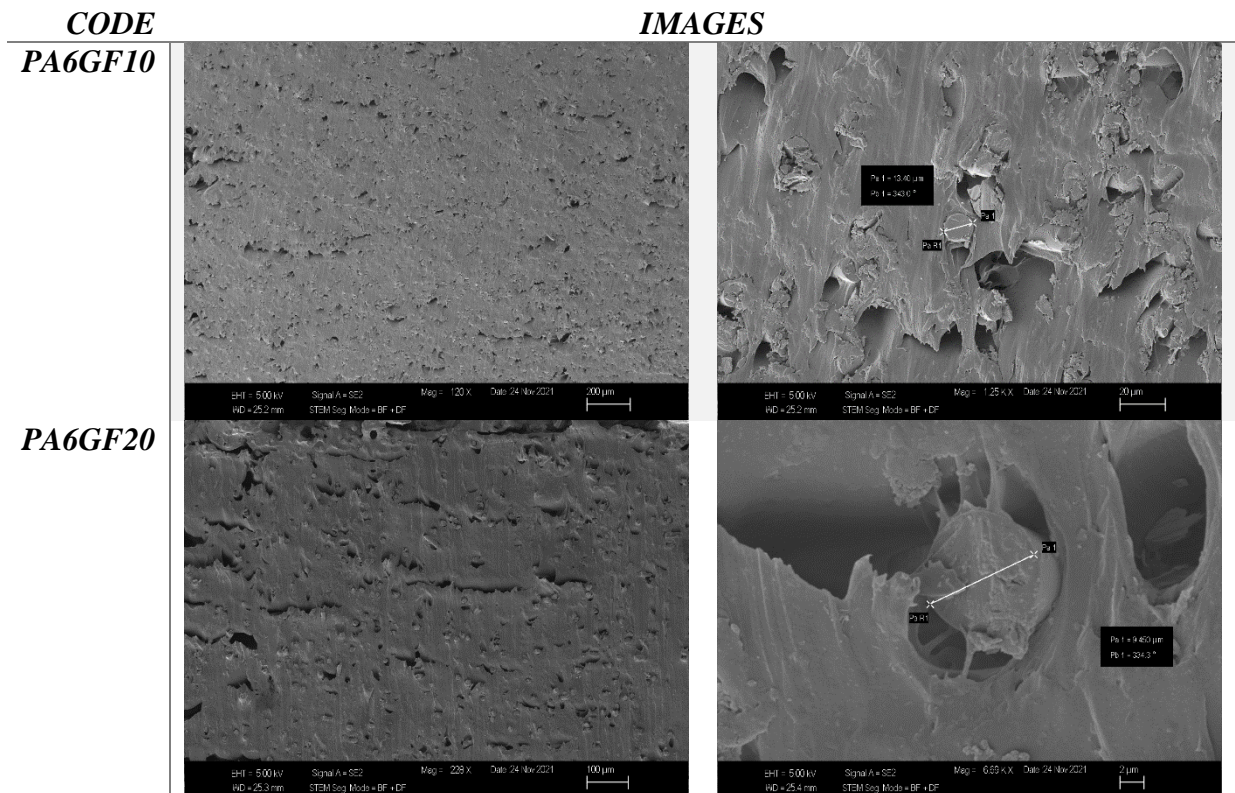 CODE IMAGES
PA6GF10
Pa 1 = 13.40 µm
Pb 1 = 343.0 °
Pa 1
Pa R1
EHT = 5.00 kV Signal A = SE2 Mag = 120 X Date :24 Nov 2021 200 µm
WD = 25.2 mm STEM Seg. Mode = BF + DF
EHT = 5.00 kV Signal A = SE2 Mag = 1.25 K X Date :24 Nov 2021 20 µm
WD = 25.2 mm STEM Seg. Mode = BF + DF
PA6GF20
Pa 1
Pa R1
Pa 1 = 9.450 µm
Pb 1 = 334.3 °
EHT = 5.00 kV Signal A = SE2 Mag = 229 X Date :24 Nov 2021 100 µm
WD = 25.3 mm STEM Seg. Mode = BF + DF
EHT = 5.00 kV Signal A = SE2 Mag = 6.69 K X Date :24 Nov 2021 2 µm
WD = 25.4 mm STEM Seg. Mode = BF + DF